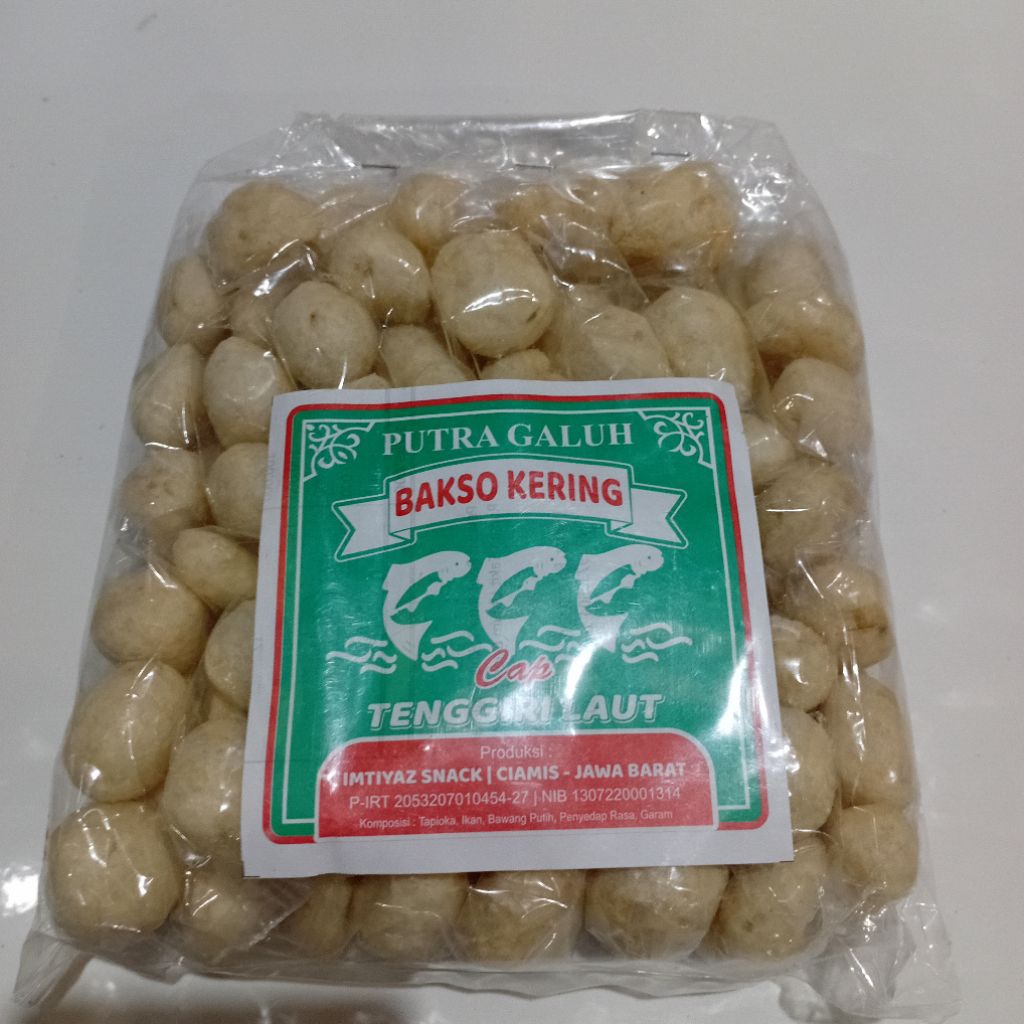 PUTRA GALUH
BAKSO KERING
Cap
TENGGIRI LAUT
Produksi :
IMTIYAZ SNACK | CIAMIS - JAWA BARAT
P-IRT 2053207010454-27 | NIB 1307220001314
Komposisi : Tapioka, Ikan, Bawang Putih, Penyedap Rasa, Garam